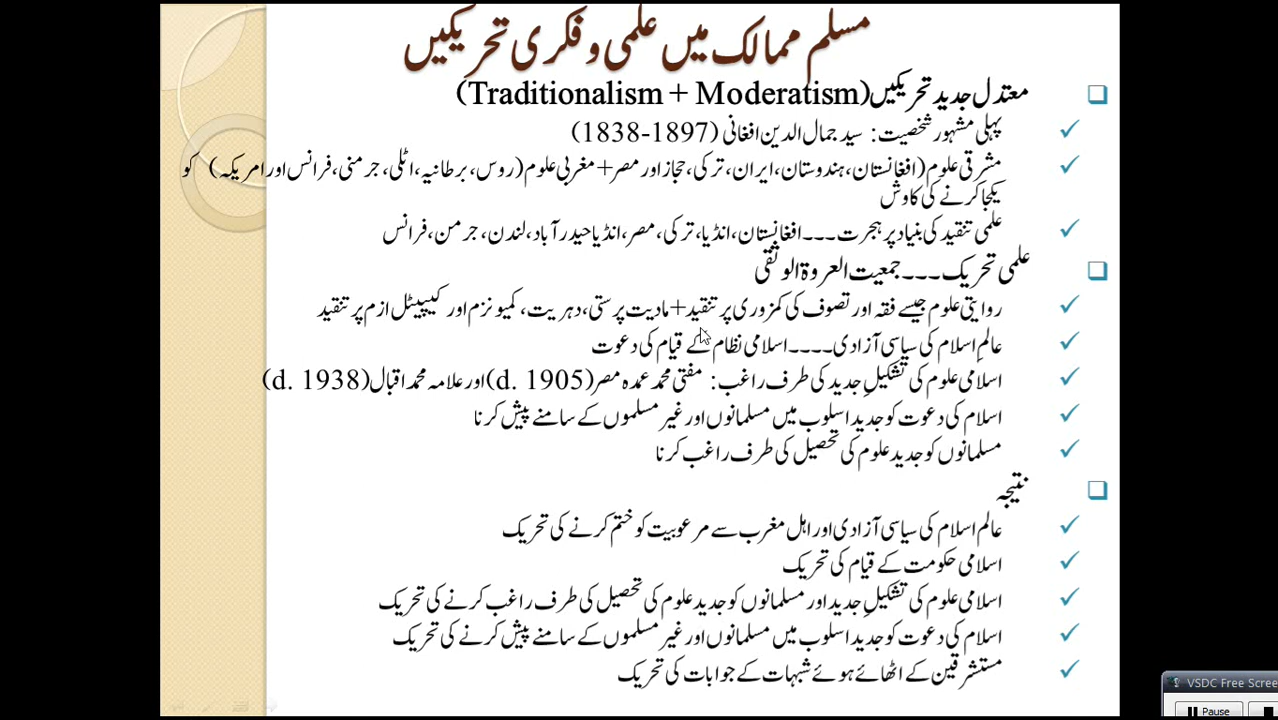 مسلم ممالک میں علمی و فکری تحریکیں
معتدل جدید تحریکیں (Traditionalism + Moderatism)
پہلی مشہور شخصیت: سید جمال الدین افغانی (1838-1897)
مشرقی علوم (افغانستان، ہندوستان، ایران، ترکی، حجاز اور مصر + مغربی علوم (روس، برطانیہ، اٹلی، جرمنی، فرانس اور امریکہ) کو
یکجا کرنے کی کاوش
علمی تنقید کی بنیاد پر ہجرت۔۔۔افغانستان، انڈیا، ترکی، مصر، انڈیا حیدر آباد، لندن، جرمن، فرانس
علمی تحریک۔۔۔جمعیت العروۃ الوثقی
روایتی علوم جیسے فقہ اور تصوف کی کمزوری پر تنقید + مادیت پرستی، دہریت، کمیونزم اور کیپیٹل ازم پر تنقید
عالمِ اسلام کی سیاسی آزادی۔۔۔۔اسلامی نظام کے قیام کی دعوت
اسلامی علوم کی تشکیلِ جدید کی طرف راغب: مفتی محمد عمدہ مصر (d. 1905) اور علامہ محمد اقبال (d. 1938)
اسلام کی دعوت کو جدید اسلوب میں مسلمانوں اور غیر مسلموں کے سامنے پیش کرنا
مسلمانوں کو جدید علوم کی تحصیل کی طرف راغب کرنا
نتیجہ
عالم اسلام کی سیاسی آزادی اور اہل مغرب سے مرعوبیت کو ختم کرنے کی تحریک
اسلامی حکومت کے قیام کی تحریک
اسلامی علوم کی تشکیلِ جدید اور مسلمانوں کو جدید علوم کی تحصیل کی طرف راغب کرنے کی تحریک
اسلام کی دعوت کو جدید اسلوب میں مسلمانوں اور غیر مسلموں کے سامنے پیش کرنے کی تحریک
مستشرقین کے اٹھائے ہوئے شبہات کے جوابات کی تحریک
VSDC Free Scree
Pause